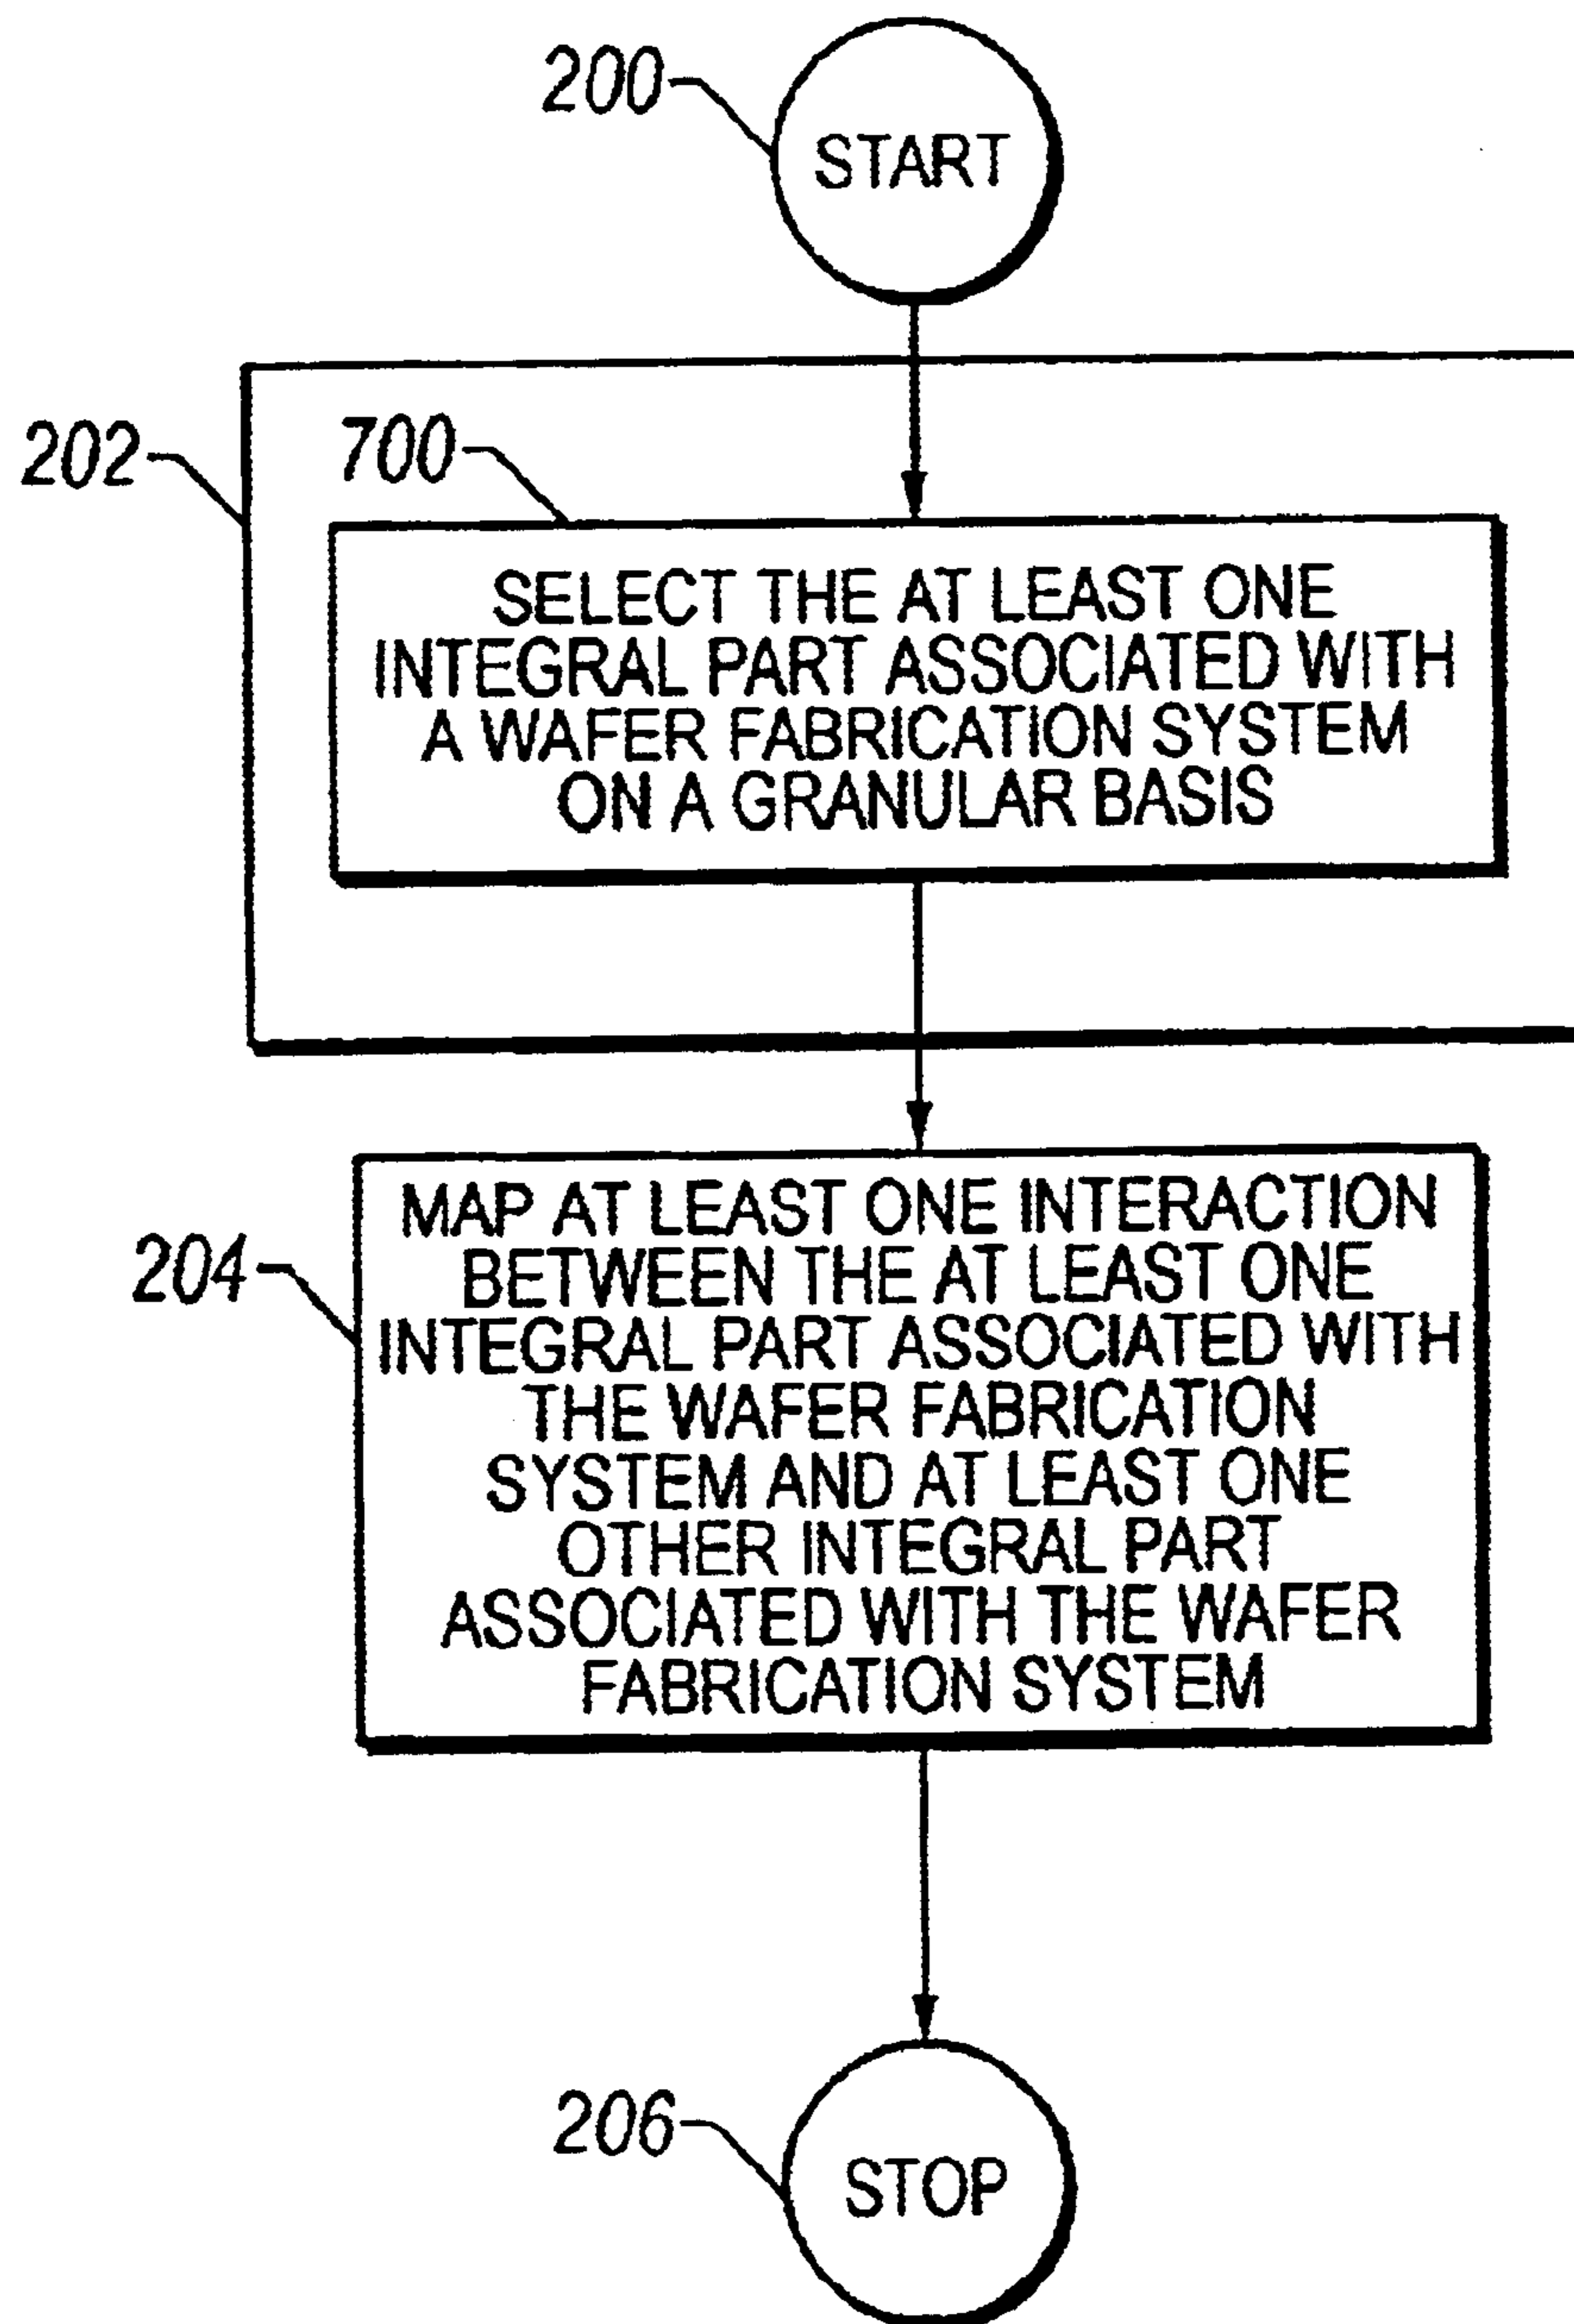 200
START
202
700
SELECT THE AT LEAST ONE
INTEGRAL PART ASSOCIATED WITH
A WAFER FABRICATION SYSTEM
ON A GRANULAR BASIS
204
MAP AT LEAST ONE INTERACTION
BETWEEN THE AT LEAST ONE
INTEGRAL PART ASSOCIATED WITH
THE WAFER FABRICATION
SYSTEM AND AT LEAST ONE
OTHER INTEGRAL PART
ASSOCIATED WITH THE WAFER
FABRICATION SYSTEM
206
STOP